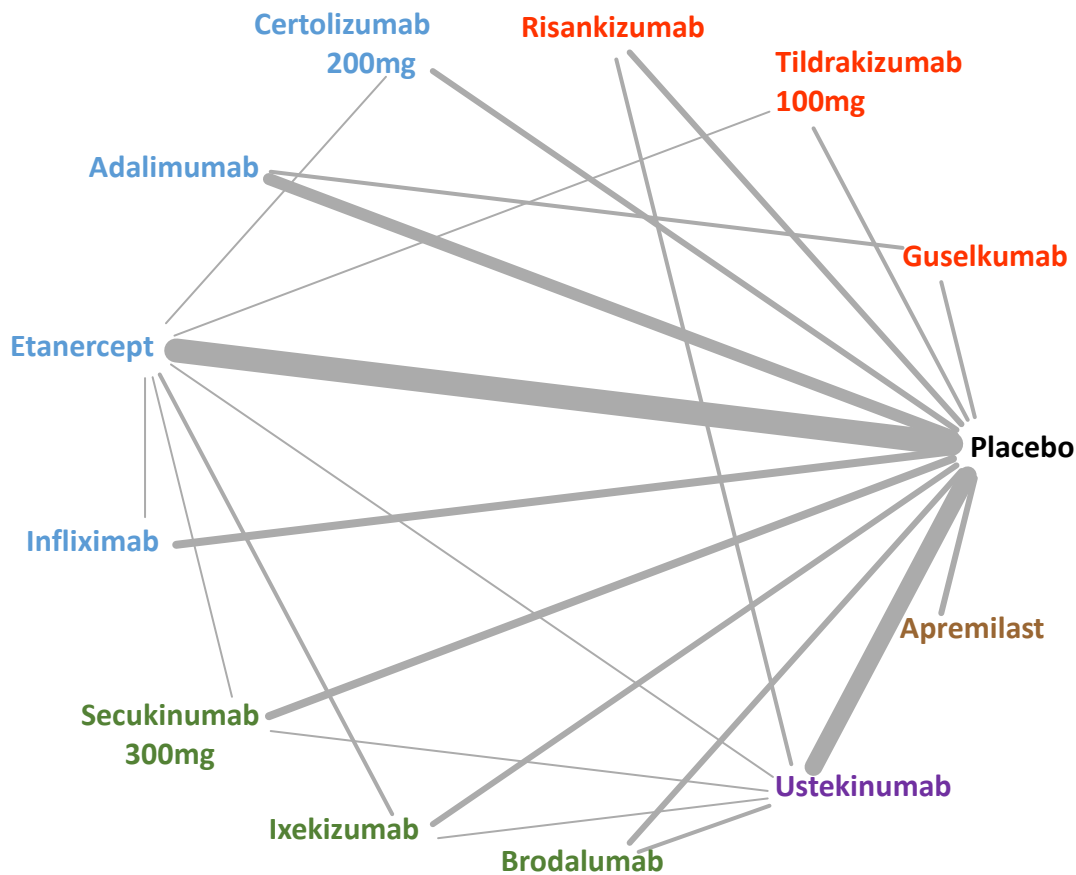 Certolizumab
200mg
Risankizumab
Tildrakizumab
100mg
Adalimumab
Guselkumab
Etanercept
Placebo
Infliximab
Apremilast
Secukinumab
300mg
Ustekinumab
Ixekizumab
Brodalumab